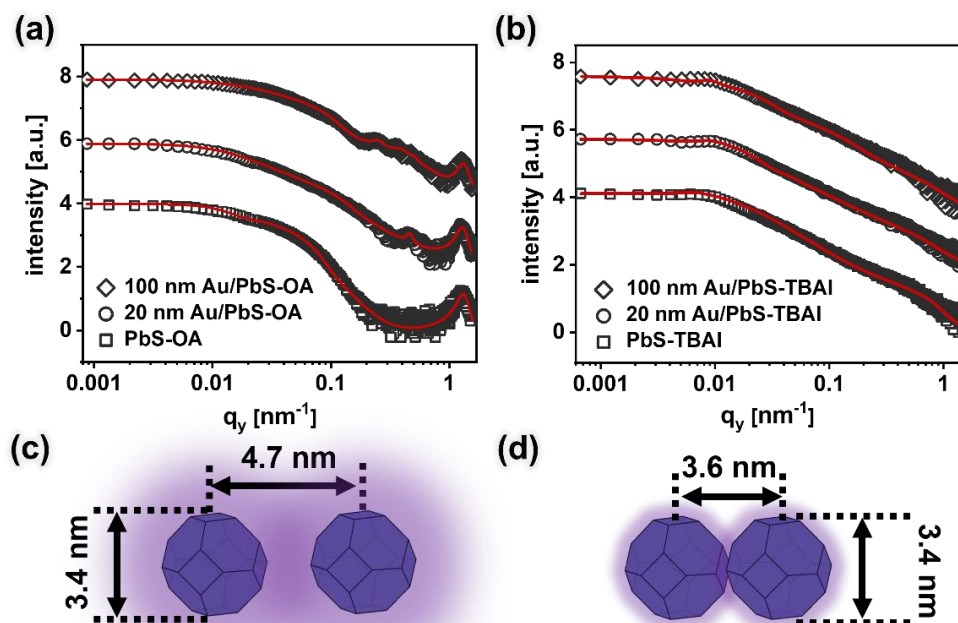 (a)
intensity [a.u.]
8
6
4
2
0
100 nm Au/PbS-OA
20 nm Au/PbS-OA
PbS-OA
0.001 0.01 0.1 1
qy [nm-1]
(b)
intensity [a.u.]
8
6
4
2
0
100 nm Au/PbS-TBAI
20 nm Au/PbS-TBAI
PbS-TBAI
0.001 0.01 0.1 1
qy [nm-1]
(c)
4.7 nm
3.4 nm
(d)
3.6 nm
3.4 nm